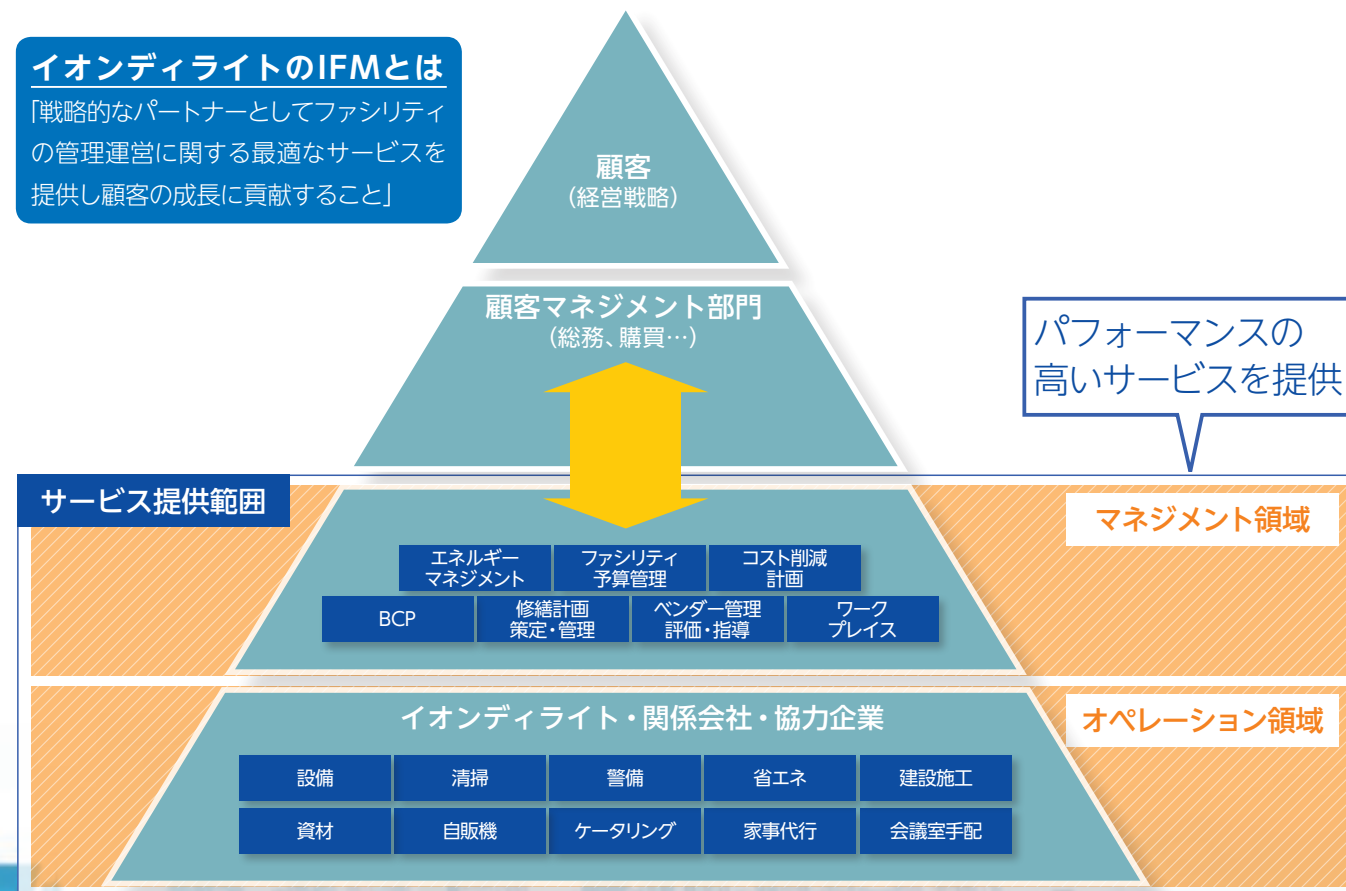 イオンディライトのIFMとは
「戦略的なパートナーとしてファシリティ
の管理運営に関する最適なサービスを
提供し顧客の成長に貢献すること」
顧客
(経営戦略)
顧客マネジメント部門
(総務、購買…)
パフォーマンスの
高いサービスを提供
サービス提供範囲
マネジメント領域
エネルギー
マネジメント
ファシリティ
予算管理
コスト削減
計画
BCP
修繕計画
策定・管理
ベンダー管理
評価・指導
ワーク
プレイス
オペレーション領域
イオンディライト・関係会社・協力企業
設備
清掃
警備
省エネ
建設施工
資材
自販機
ケータリング
家事代行
会議室手配